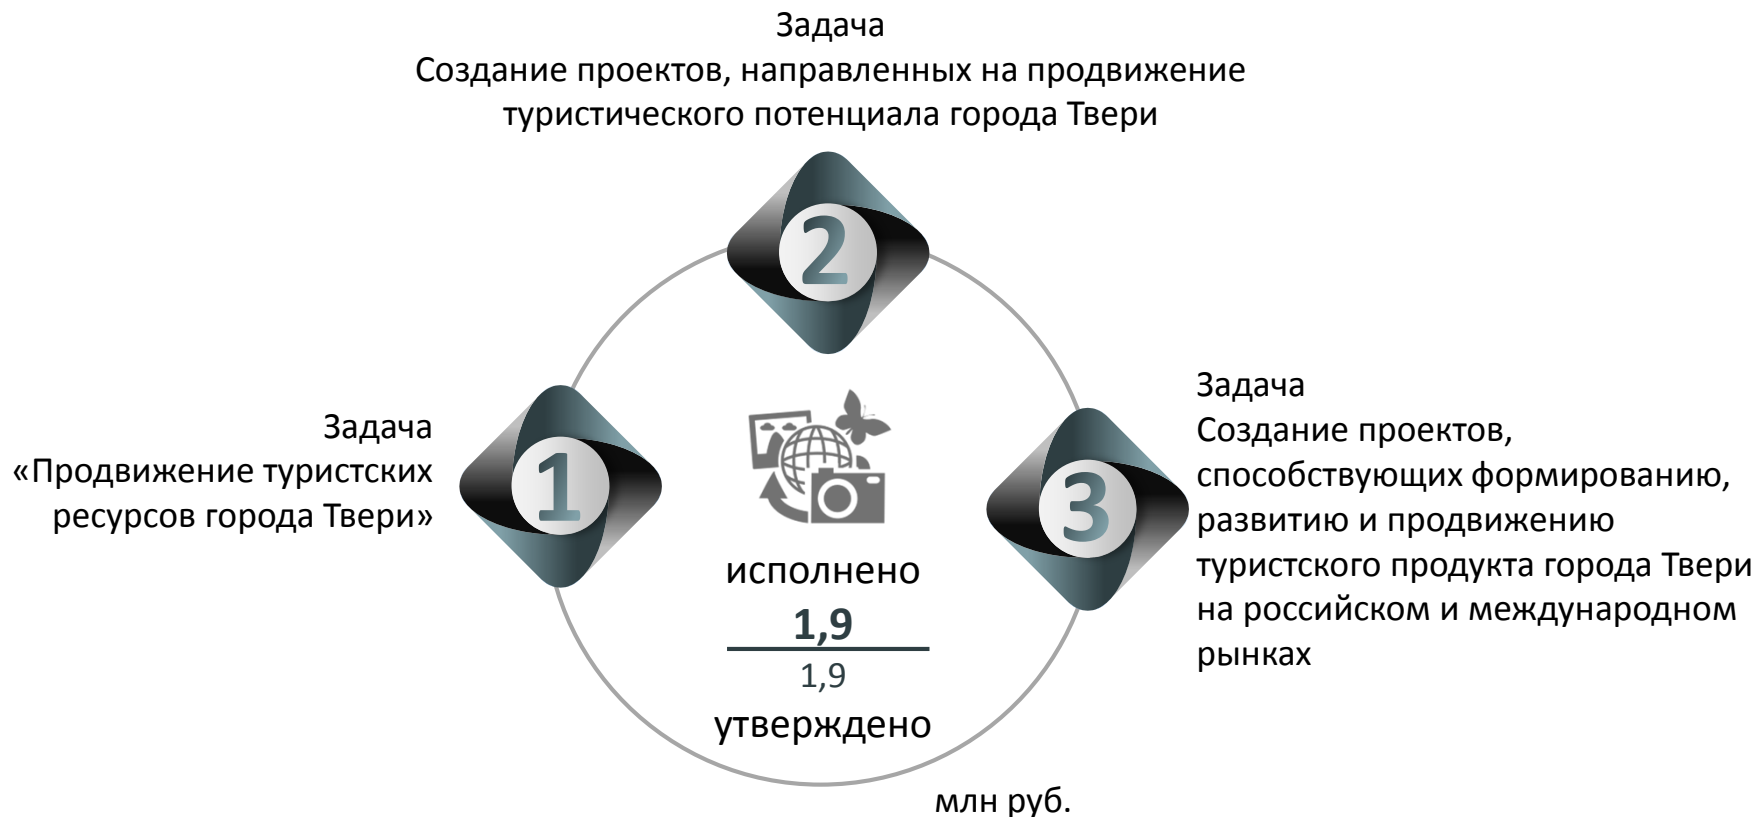 Задача
Создание проектов, направленных на продвижение
туристического потенциала города Твери
2
Задача
«Продвижение туристских
ресурсов города Твери»
1
исполнено
1,9
1,9
утверждено
млн руб.
3
Задача
Создание проектов,
способствующих формированию,
развитию и продвижению
туристского продукта города Твери
на российском и международном
рынках